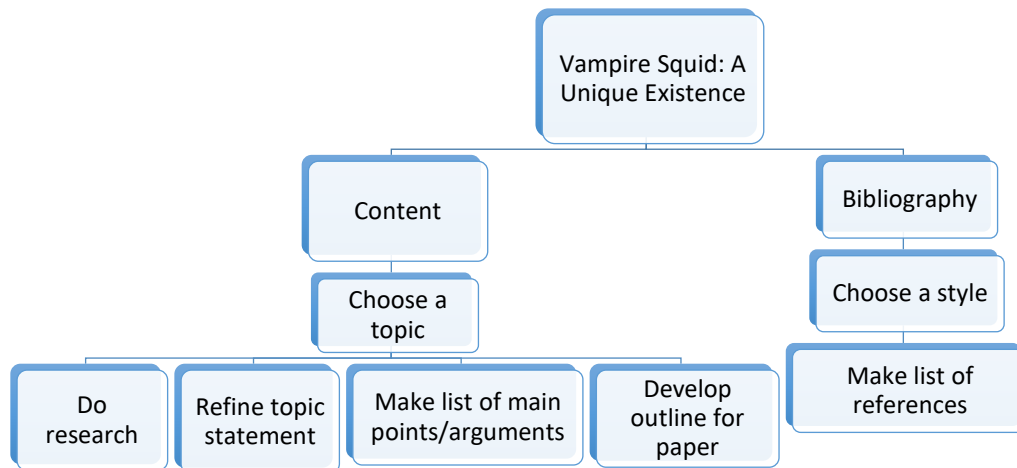 Vampire Squid: A
Unique Existence
Content
Bibliography
Choose a
topic
Choose a style
Do
research
Refine topic
statement
Make list of main
points/arguments
Develop
outline for
paper
Make list of
references